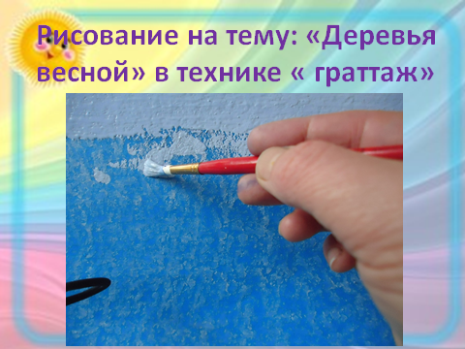 Рисование на тему: «Деревья
весной» в технике « граттаж»